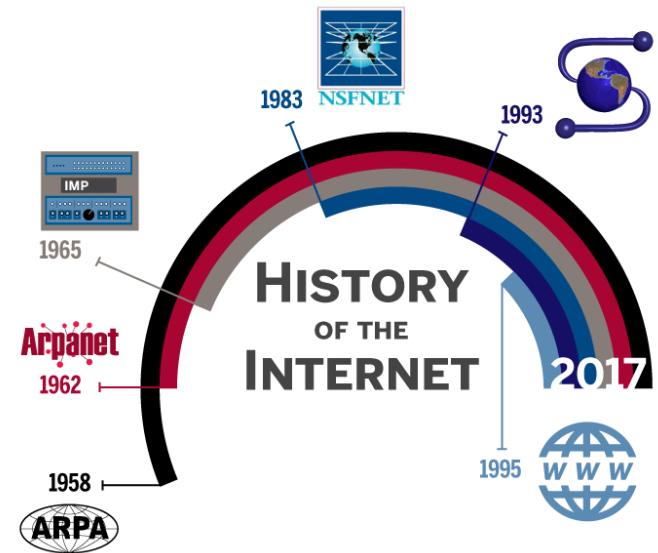 NSFNET
1983
1993
IMP
1965
HISTORY
OF THE
INTERNET
Arpanet
1962
2017
1995
WWW
1958
ARPA